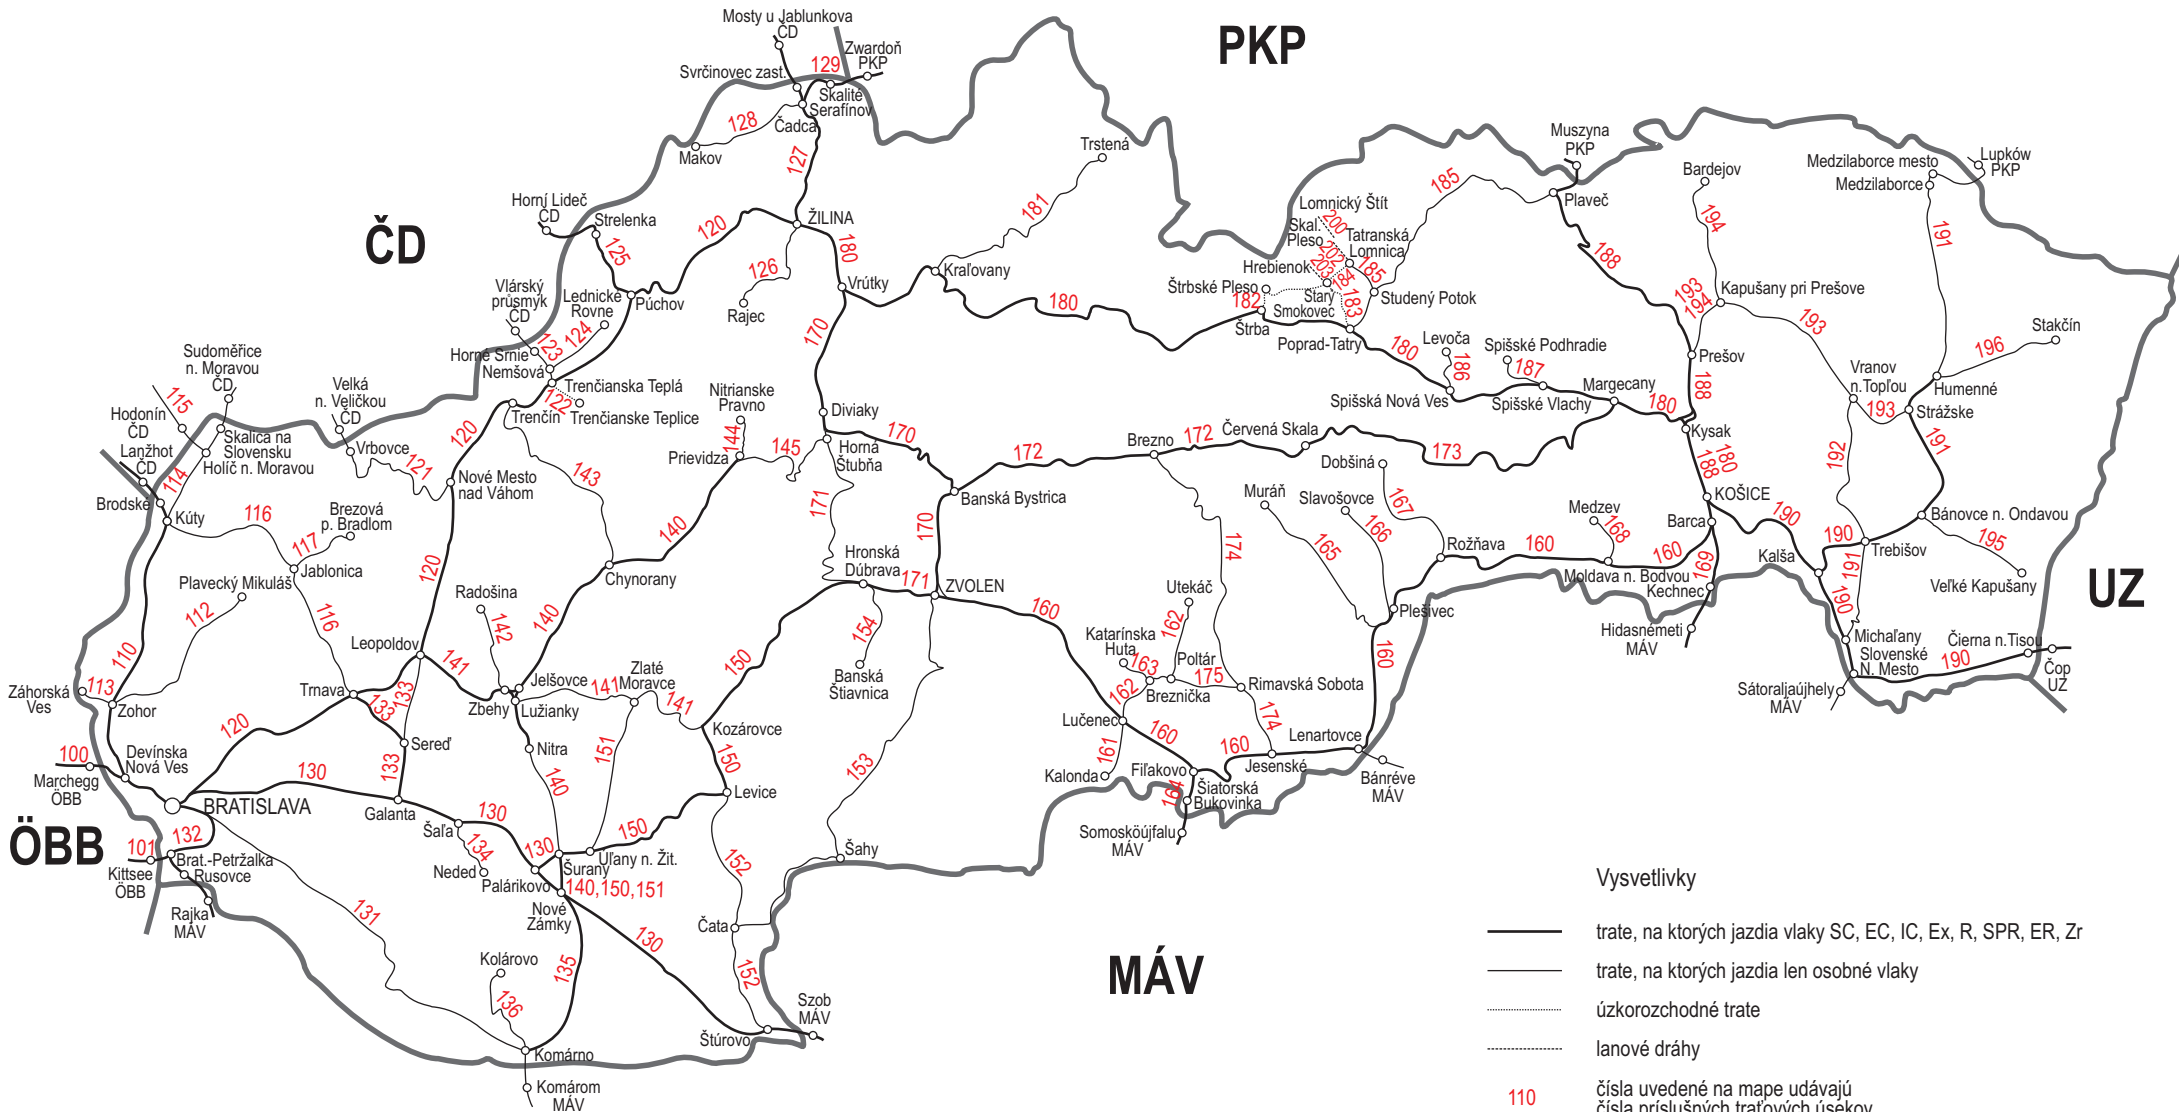 Mosty u Jablunkova
ČD
129
Zwardoň
PKP
PKP
Svrčinovec zast.
Skalité
Serafínov
128
Čadca
Makov
127
Trstená
181
Muszyna
PKP
Plaveč
185
Bardejov
Medzilaborce mesto
Medzilaborce
Lupków
PKP
Horní Lideč
ČD
Strelenka
125
120
ŽILINA
180
126
Rajec
Vrútky
Kraľovany
180
Lomnický Štít
200
Skal.
Pleso
Tatranská
Lomnica
202
Hrebienok
203
184
185
Štrbské Pleso
182
Starý
Smokovec
183
Studený Potok
Štrba
Poprad-Tatry
188
194
191
193
194
Kapušany pri Prešove
193
ČD
Vlárský
průsmyk
ČD
Lednické
Rovne
Púchov
124
123
Horné Srnie
Nemšová
Trenčianska Teplá
122
Trenčianske Teplice
Trenčín
170
180
Levoča
186
Spišské Podhradie
187
Spišská Nová Ves
Spišské Vlachy
Margecany
180
Prešov
188
Kysak
Stakčín
196
Vranov
n.Topľou
Humenné
193
Strážske
Sudoměřice
n. Moravou
ČD
115
Hodonín
ČD
Lanžhot
ČD
Skalica na
Slovensku
Holíč n. Moravou
114
Velká
n. Veličkou
ČD
Vrbovce
121
120
Nové Mesto
nad Váhom
Nitrianske
Pravno
144
145
Prievidza
143
Diviaky
Horná
Štubňa
170
171
172
Brezno
172
Červená Skala
173
Banská Bystrica
170
Dobšiná
167
Muráň
Slavošovce
166
165
Medzev
168
180
188
KOŠICE
Barca
190
192
191
Bánovce n. Ondavou
195
Veľké Kapušany
Brodské
Kúty
116
Brezová
p. Bradlom
117
Jablonica
Plavecký Mikuláš
112
116
120
140
Chynorany
Hronská
Dúbrava
171
ZVOLEN
160
174
Utekáč
162
Rožňava
160
Moldava n. Bodvou
160
Kechnec
169
Kalša
190
Trebišov
191
190
UZ
110
Radošina
142
140
Leopoldov
141
133
150
154
Banská
Štiavnica
Katarínska
Huta
163
Poltár
Breznička
162
175
Rimavská Sobota
Plešivec
160
Hidasnémeti
MÁV
Michaľany
Slovenské
N. Mesto
190
Čierna n.Tisou
Čop
UZ
Sátoraljaújhely
MÁV
Záhorská
Ves
113
Zohor
Trnava
133
Zbehy
Jelšovce
Lužianky
141
Zlaté
Moravce
141
Kozárovce
Lučenec
161
Kalonda
160
174
120
Sereď
133
Nitra
140
151
150
Levice
153
Fiľakovo
160
Jesenské
Lenartovce
Bánréve
MÁV
164
Šiatorská
Bukovinka
Somosköújfalu
MÁV
Devínska
Nová Ves
100
Marchegg
ÖBB
ÖBB
BRATISLAVA
130
Galanta
Šaľa
130
134
Neded
130
150
Úľany n. Žit.
Šurany
Palárikovo
140,150,151
Nové
Zámky
152
Šahy
132
101
Kittsee
ÖBB
Brat.-Petržalka
Rusovce
Rajka
MÁV
131
Kolárovo
136
135
130
Čata
152
Szob
MÁV
Štúrovo
Komárno
Komárom
MÁV
MÁV
Vysvetlivky
trate, na ktorých jazdia vlaky SC, EC, IC, Ex, R, SPR, ER, Zr
trate, na ktorých jazdia len osobné vlaky
úzkorozchodné trate
lanové dráhy
110
čísla uvedené na mape udávajú
čísla príslušných traťových úsekov